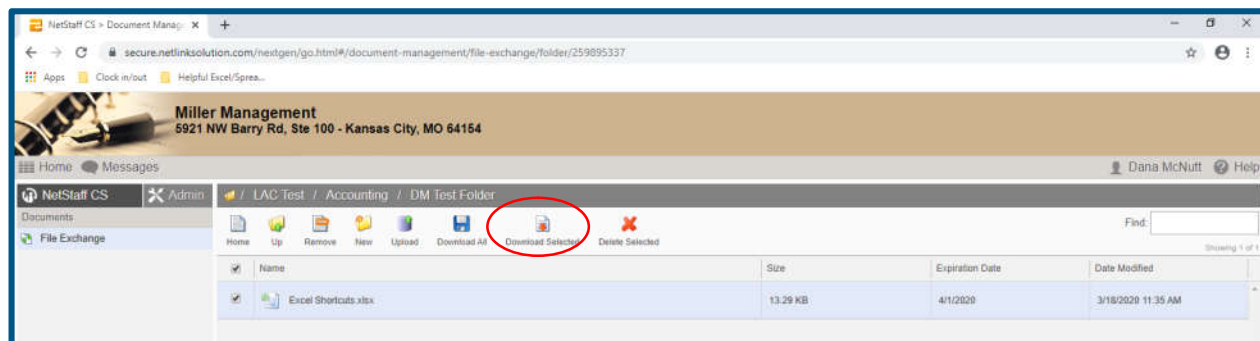 NetStaff CS > Document Manag
secure.netlinksolution.com/nextgen/go.html#/document-management/file-exchange/folder/259895337
Apps Clock in/out Helpful Excel/Sprea...
Miller Management
5921 NW Barry Rd, Ste 100 - Kansas City, MO 64154
Home Messages Dana McNutt Help
NetStaff CS Admin / LAC Test / Accounting / DM Test Folder
Documents
File Exchange
Home Up Remove New Upload Download All Download Selected Delete Selected
Find:
Showing 1 of 1
Name Size Expiration Date Date Modified
Excel Shortcuts.xlsx 13.29 KB 4/1/2020 3/18/2020 11:35 AM